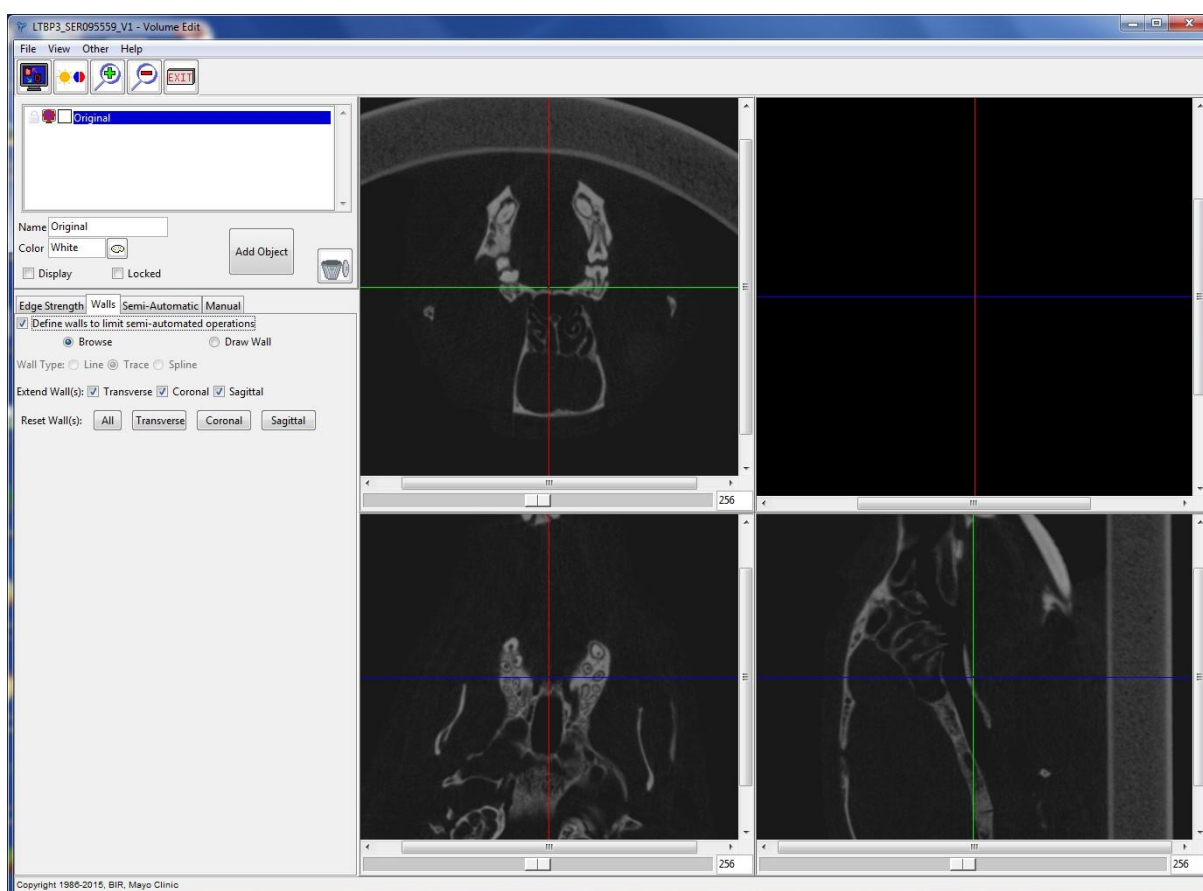 LTBP3_SER095559_V1 - Volume Edit
File View Other Help
EXIT
Original
Name Original
Color White
Add Object
Display Locked
Edge Strength Walls Semi-Automatic Manual
Define walls to limit semi-automated operations
Browse Draw Wall
Wall Type: Line Trace Spline
Extend Wall(s): Transverse Coronal Sagittal
Reset Wall(s): All Transverse Coronal Sagittal
256
256
256
Copyright 1986-2015, BIR, Mayo Clinic